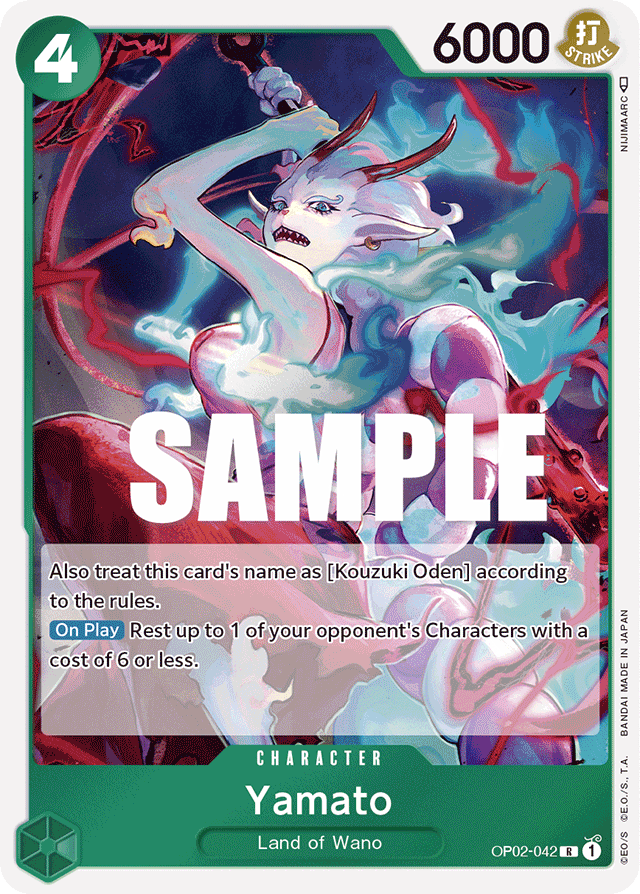 4
6000
打
STRIKE
NIJIMAARC
SAMPLE
Also treat this card's name as [Kouzuki Oden] according
to the rules.
On Play Rest up to 1 of your opponent's Characters with a
cost of 6 or less.
CHARACTER
Yamato
Land of Wano
OP02-042 R 1
©E.O/S ©E.O./S., T.A. BANDAI MADE IN JAPAN